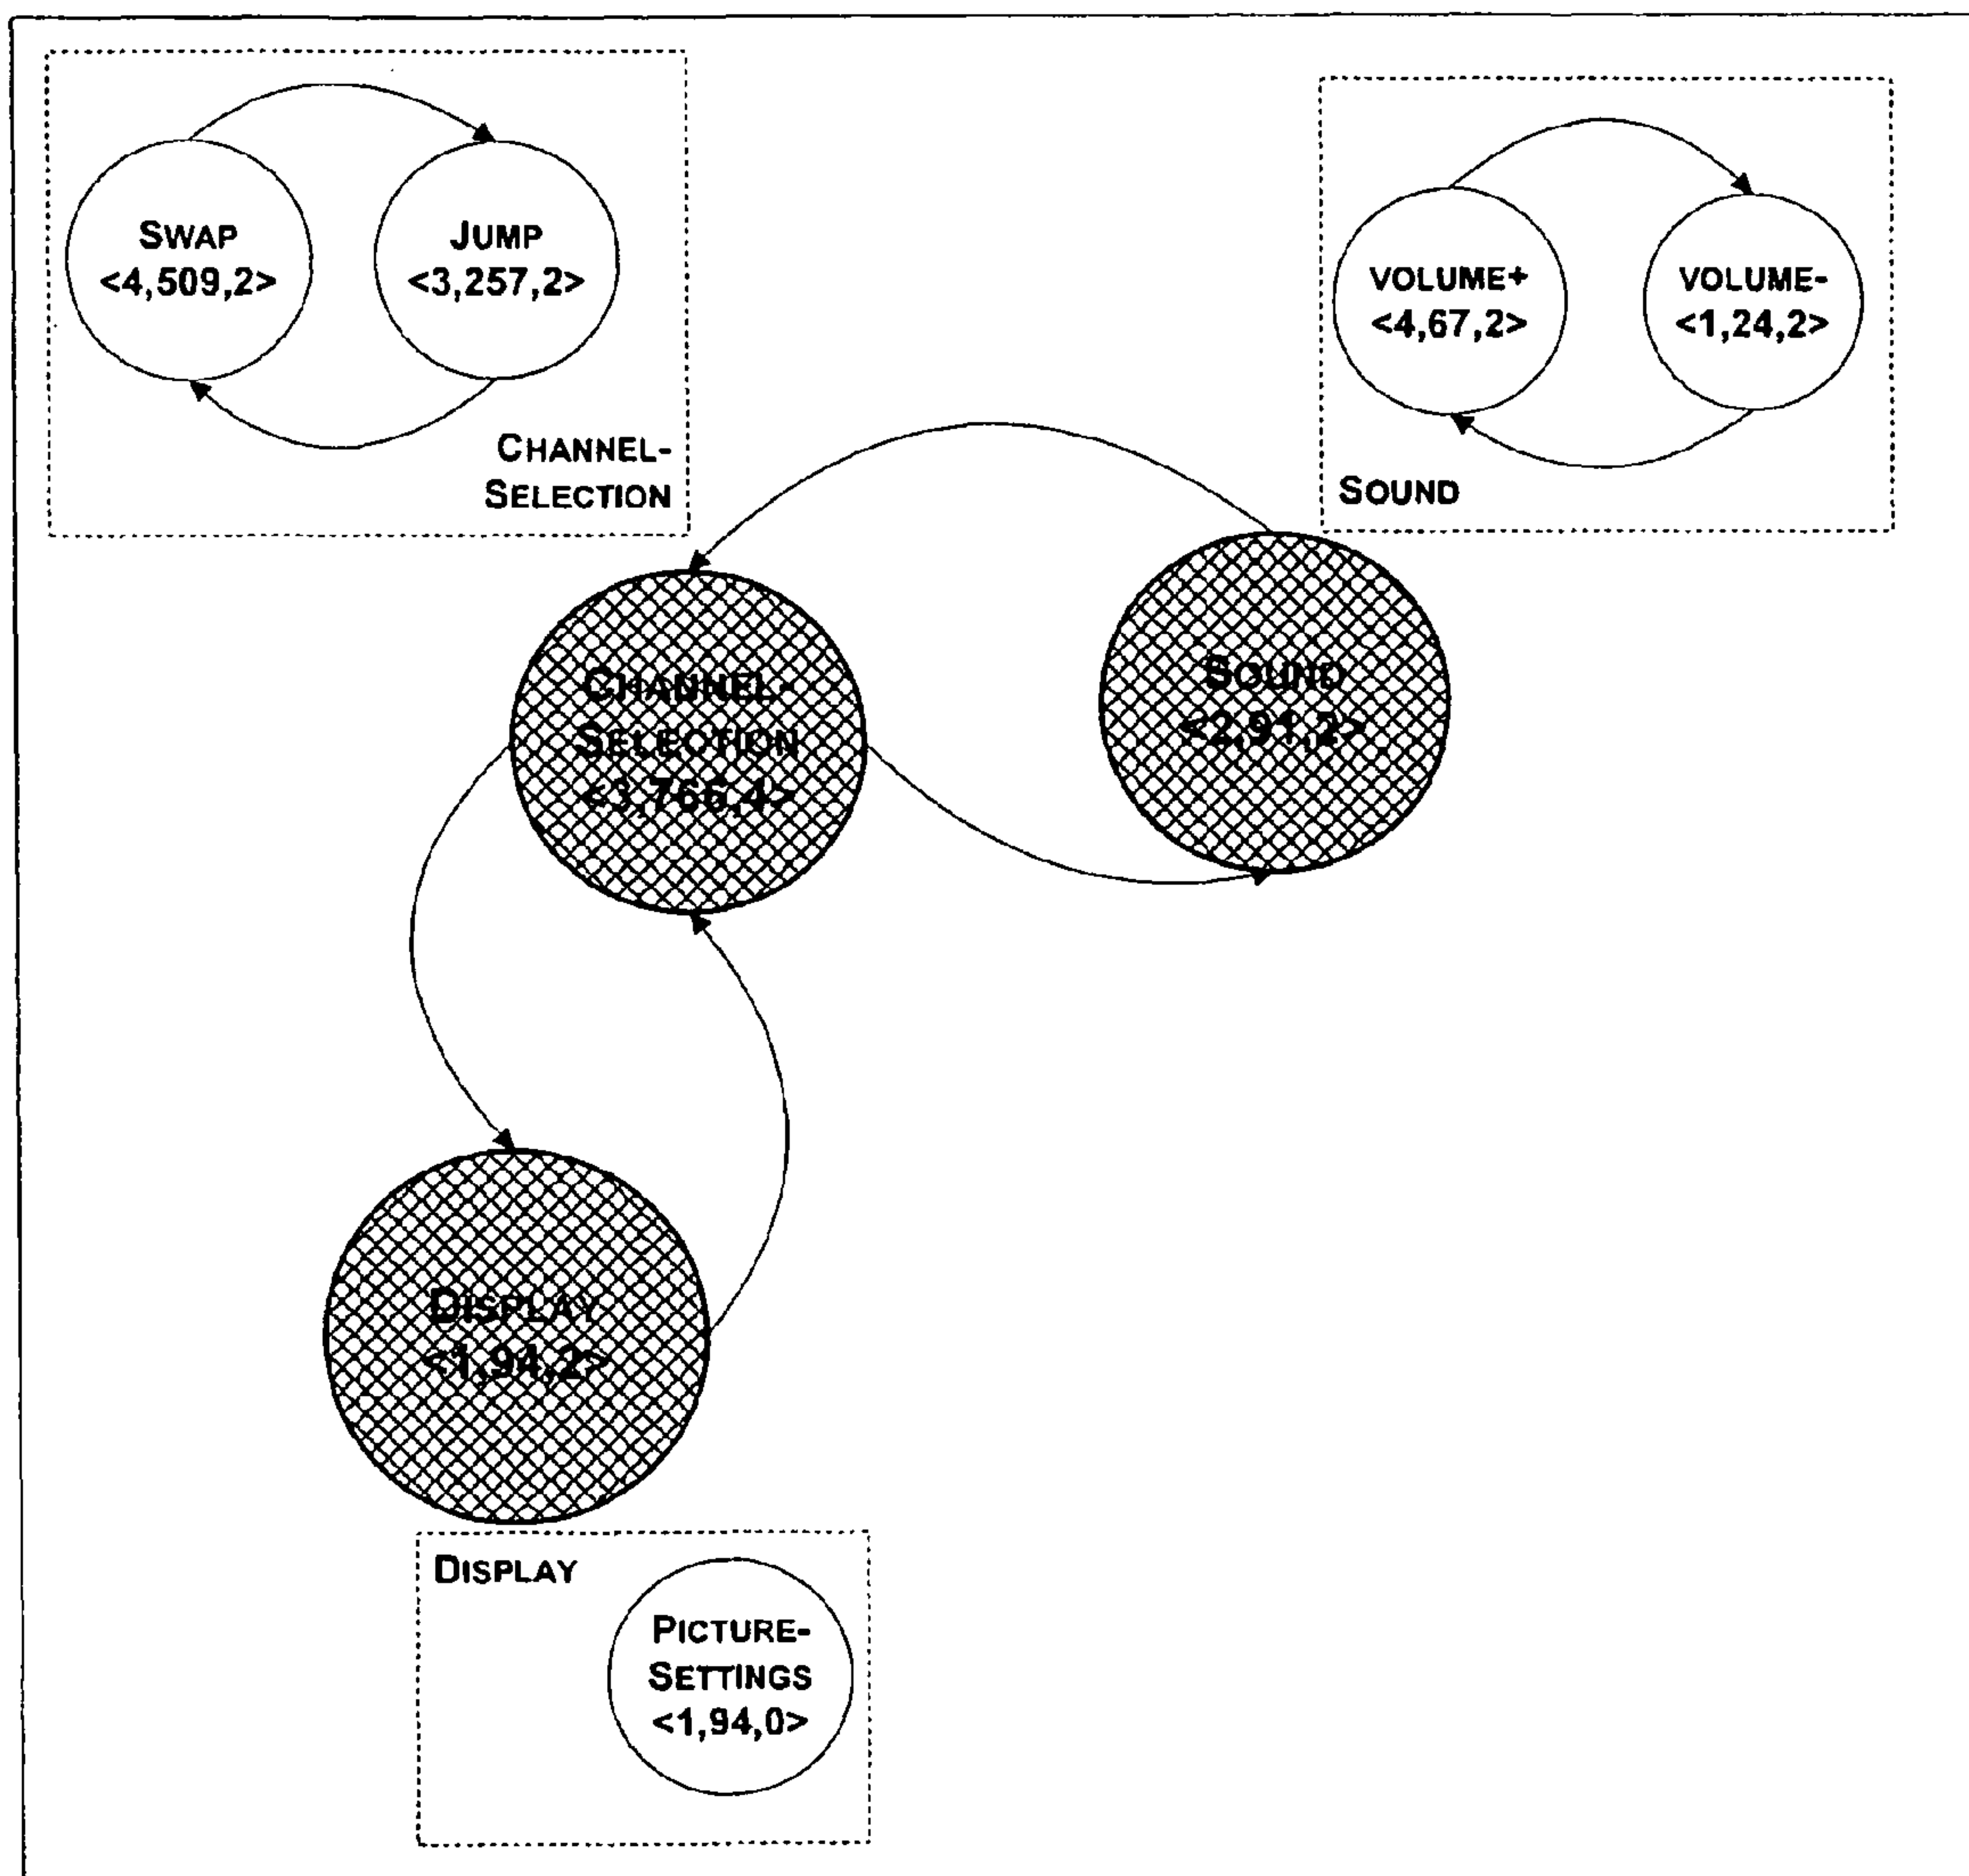 SWAP
<4,509,2>
JUMP
<3,257,2>
CHANNEL-
SELECTION
VOLUME+
<4,67,2>
VOLUME-
<1,24,2>
SOUND
CHANNEL-
SELECTION
<3,766,4>
SOUND
<2,91,2>
DISPLAY
<1,94,2>
DISPLAY
PICTURE-
SETTINGS
<1,94,0>